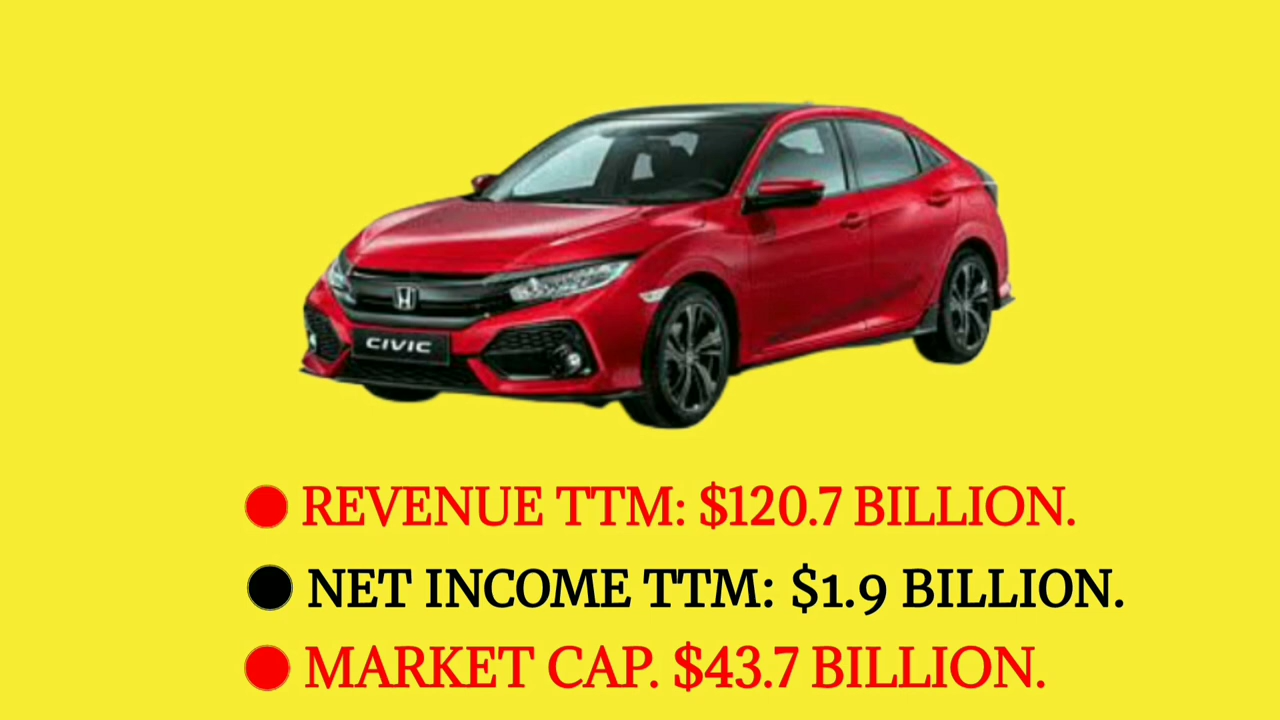 CIVIC
REVENUE TTM: $120.7 BILLION.
NET INCOME TTM: $1.9 BILLION.
MARKET CAP. $43.7 BILLION.